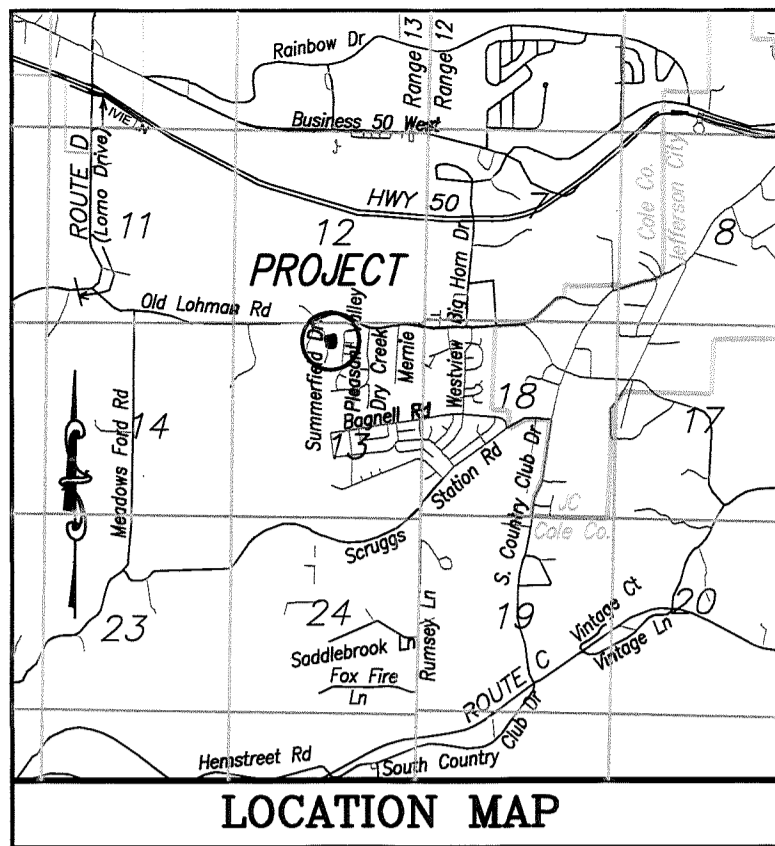 Rainbow Dr
Range 13
Range 12
Business 50 West
IVIE LN
ROUTE D
(Lomo Drive)
HWY 50
11
12
8
Cole Co.
Jefferson City
PROJECT
Big Horn Dr
Old Lohman Rd
Summerfield Dr
Pleasant Valley
Dry Creek
Mernie
Westview
Meadows Ford Rd
14
13
18
17
Bagnell Rd
Scruggs
Station Rd
S. Country Club Dr
JC
Cole Co.
23
24
19
20
Rumsey Ln
Saddlebrook Ln
Fox Fire
Ln
Vintage Ct
Vintage Ln
ROUTE C
Hemstreet Rd
South Country
Club Dr
LOCATION MAP